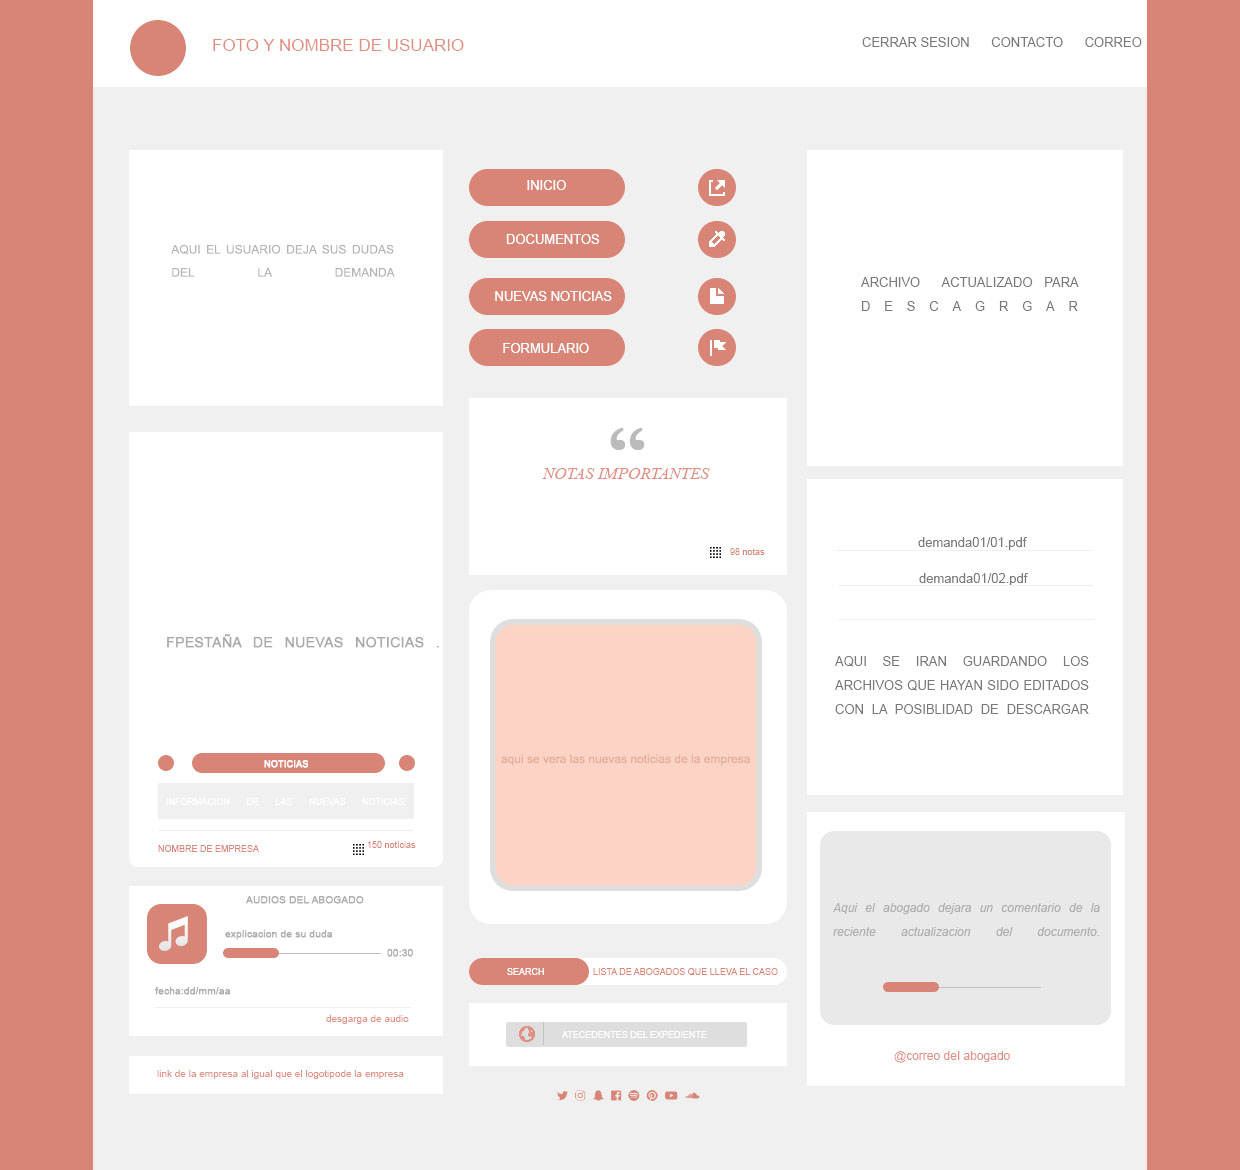 FOTO Y NOMBRE DE USUARIO
CERRAR SESION CONTACTO CORREO
AQUI EL USUARIO DEJA SUS DUDAS
DEL LA DEMANDA
FPESTAÑA DE NUEVAS NOTICIAS .
NOTICIAS
INFORMACION DE LAS NUEVAS NOTICIAS.
NOMBRE DE EMPRESA
150 noticias
AUDIOS DEL ABOGADO
explicacion de su duda
00:30
fecha:dd/mm/aa
desgarga de audio
link de la empresa al igual que el logotipode la empresa
INICIO
DOCUMENTOS
NUEVAS NOTICIAS
FORMULARIO
“
NOTAS IMPORTANTES
98 notas
aqui se vera las nuevas noticias de la empresa
SEARCH
LISTA DE ABOGADOS QUE LLEVA EL CASO
ATECEDENTES DEL EXPEDIENTE
ARCHIVO ACTUALIZADO PARA
D E S C A G R G A R
demanda01/01.pdf
demanda01/02.pdf
AQUI SE IRAN GUARDANDO LOS
ARCHIVOS QUE HAYAN SIDO EDITADOS
CON LA POSIBLIDAD DE DESCARGAR
Aqui el abogado dejara un comentario de la
reciente actualizacion del documento.
@correo del abogado